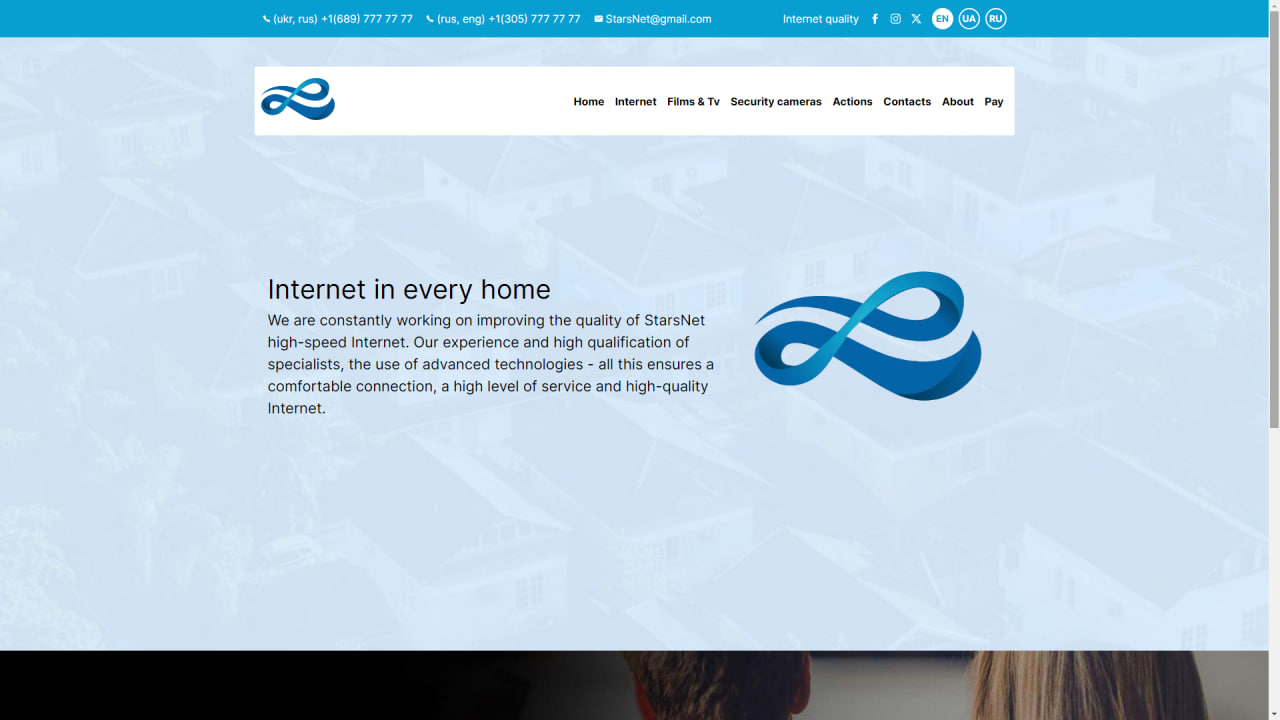 (ukr, rus) +1(689) 777 77 77 (rus, eng) +1(305) 777 77 77 StarsNet@gmail.com Internet quality EN UA RU
Home Internet Films & Tv Security cameras Actions Contacts About Pay
Internet in every home
We are constantly working on improving the quality of StarsNet
high-speed Internet. Our experience and high qualification of
specialists, the use of advanced technologies - all this ensures a
comfortable connection, a high level of service and high-quality
Internet.